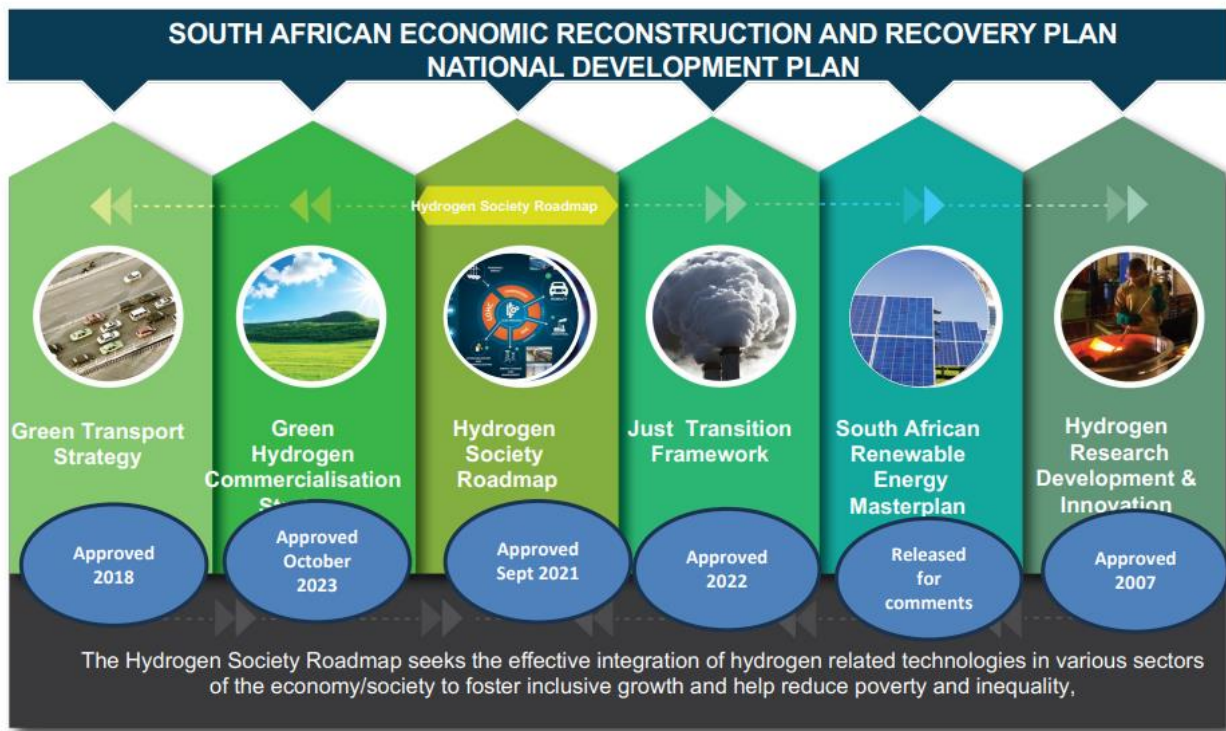 SOUTH AFRICAN ECONOMIC RECONSTRUCTION AND RECOVERY PLAN
NATIONAL DEVELOPMENT PLAN
Hydrogen Society Roadmap
Green Transport
Strategy
Green
Hydrogen
Commercialisation
Hydrogen
Society
Roadmap
Just Transition
Framework
South African
Renewable
Energy
Masterplan
Hydrogen
Research
Development &
Innovation
Approved
2018
Approved
October
2023
Approved
Sept 2021
Approved
2022
Released
for
comments
Approved
2007
The Hydrogen Society Roadmap seeks the effective integration of hydrogen related technologies in various sectors
of the economy/society to foster inclusive growth and help reduce poverty and inequality,